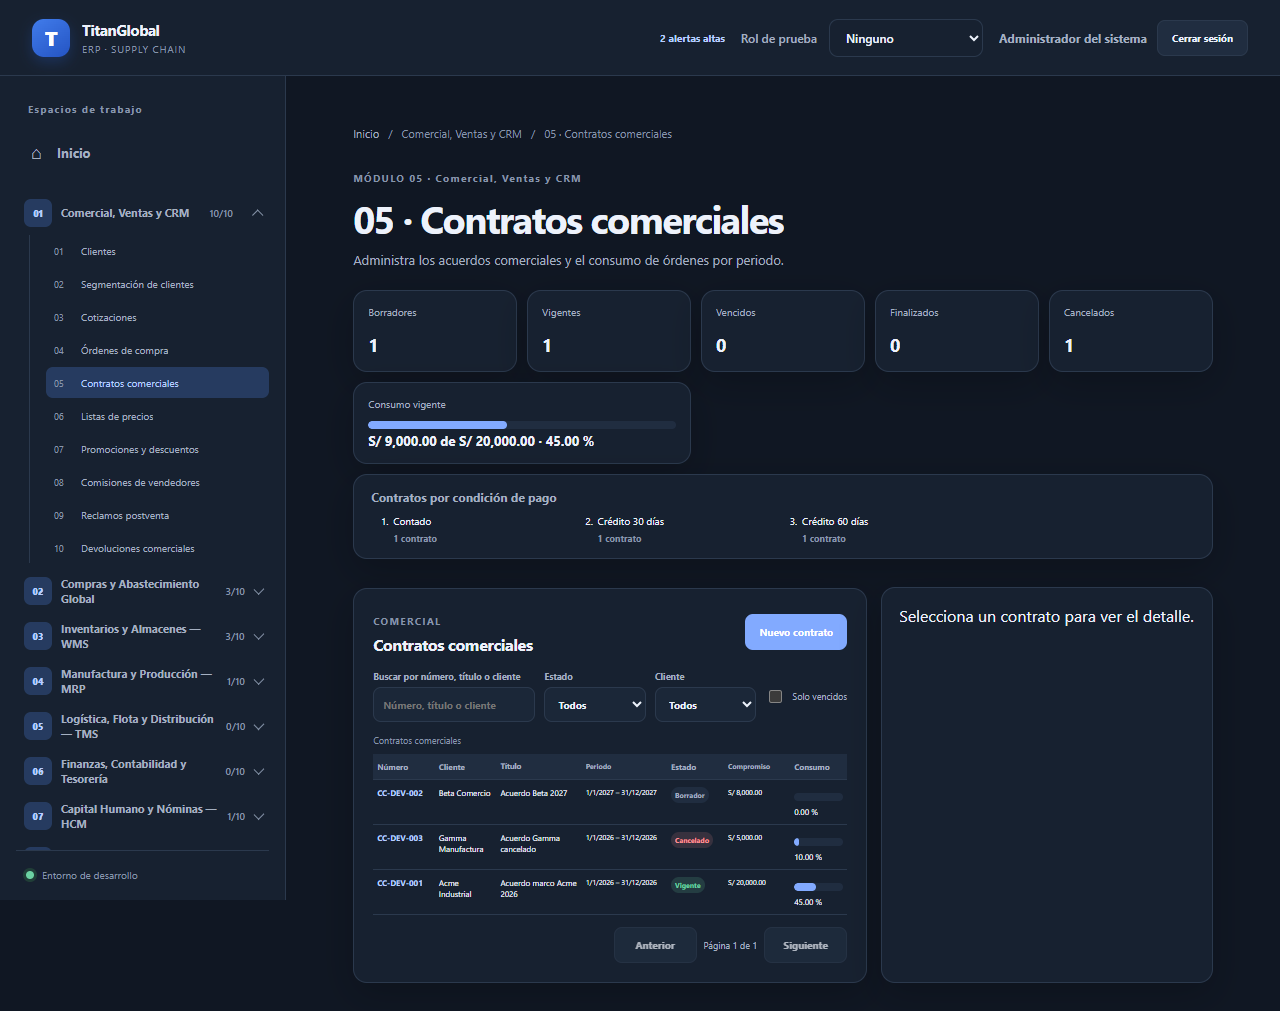 T
TitanGlobal
ERP · SUPPLY CHAIN
2 alertas altas
Rol de prueba
Ninguno
Administrador del sistema
Cerrar sesión
Espacios de trabajo
Inicio
01 Comercial, Ventas y CRM 10/10
01 Clientes
02 Segmentación de clientes
03 Cotizaciones
04 Órdenes de compra
05 Contratos comerciales
06 Listas de precios
07 Promociones y descuentos
08 Comisiones de vendedores
09 Reclamos postventa
10 Devoluciones comerciales
02 Compras y Abastecimiento
Global
3/10
03 Inventarios y Almacenes —
WMS
3/10
04 Manufactura y Producción —
MRP
1/10
05 Logística, Flota y Distribución
— TMS
0/10
06 Finanzas, Contabilidad y
Tesorería
0/10
07 Capital Humano y Nóminas —
HCM
1/10
Entorno de desarrollo
Inicio / Comercial, Ventas y CRM / 05 · Contratos comerciales
MÓDULO 05 · Comercial, Ventas y CRM
05 · Contratos comerciales
Administra los acuerdos comerciales y el consumo de órdenes por periodo.
Borradores
1
Vigentes
1
Vencidos
0
Finalizados
0
Cancelados
1
Consumo vigente
S/ 9,000.00 de S/ 20,000.00 · 45.00 %
Contratos por condición de pago
1. Contado
1 contrato
2. Crédito 30 días
1 contrato
3. Crédito 60 días
1 contrato
COMERCIAL
Contratos comerciales
Nuevo contrato
Buscar por número, título o cliente
Número, título o cliente
Estado
Todos
Cliente
Todos
Solo vencidos
Contratos comerciales
Número Cliente Título Periodo Estado Compromiso Consumo
CC-DEV-002 Beta Comercio Acuerdo Beta 2027 1/1/2027 – 31/12/2027 Borrador S/ 8,000.00
0.00 %
CC-DEV-003 Gamma Manufactura Acuerdo Gamma cancelado 1/1/2026 – 31/12/2026 Cancelado S/ 5,000.00
10.00 %
CC-DEV-001 Acme Industrial Acuerdo marco Acme 2026 1/1/2026 – 31/12/2026 Vigente S/ 20,000.00
45.00 %
Anterior
Página 1 de 1
Siguiente
Selecciona un contrato para ver el detalle.